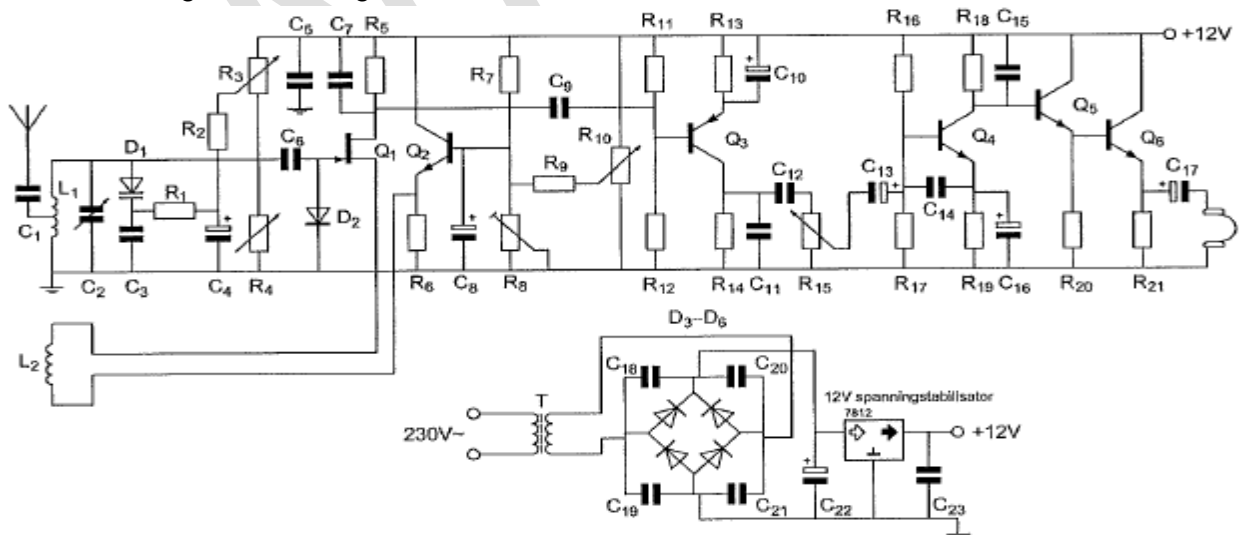 R16 R18 C15
C5 C7 R5 R11 R13
+12V
R3 R7 C9 + C10
R2 C6 R10 Q5
D1 Q1 Q2 Q3 Q4 Q6
L1 R1 R9 C12 C13 C17
+ D2 + C14 + +
C1
C2 C3 C4 R4 R6 C8 R8 R12 R14 C11 R15 R17 R19 C16 R20 R21
D3--D6
L2
C18 C20
T 12V spanningstabillsator
7812
230V~ +12V
+
C19 C21 C22 C23